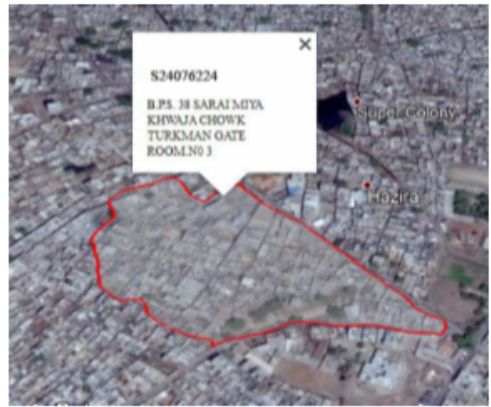 S24076224
B.P.S. 38 SARAI MIYA
KHWAJA CHOWK
TURKMAN GATE
ROOM.N0 3
Super Colony
Hazira